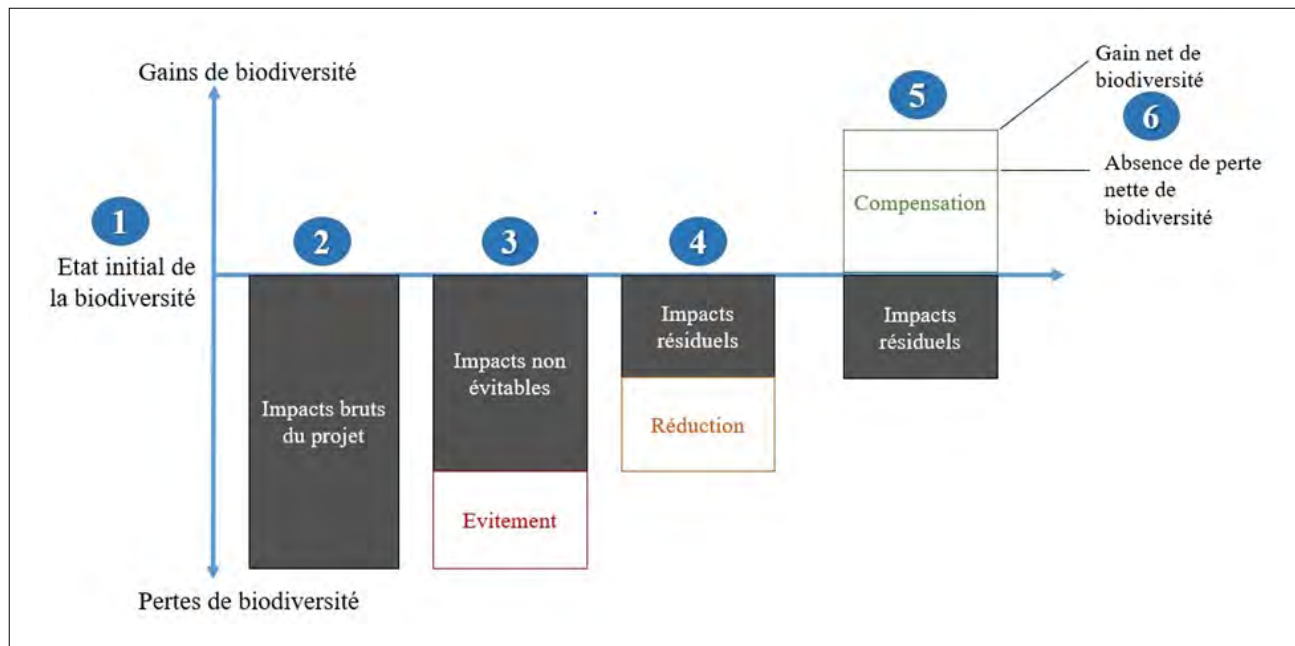 Gains de biodiversité
1
Etat initial de
la biodiversité
Pertes de biodiversité
2
Impacts bruts
du projet
3
Impacts non
évitables
Evitement
4
Impacts
résiduels
Réduction
5
Compensation
Impacts
résiduels
Gain net de
biodiversité
6
Absence de perte
nette de
biodiversité